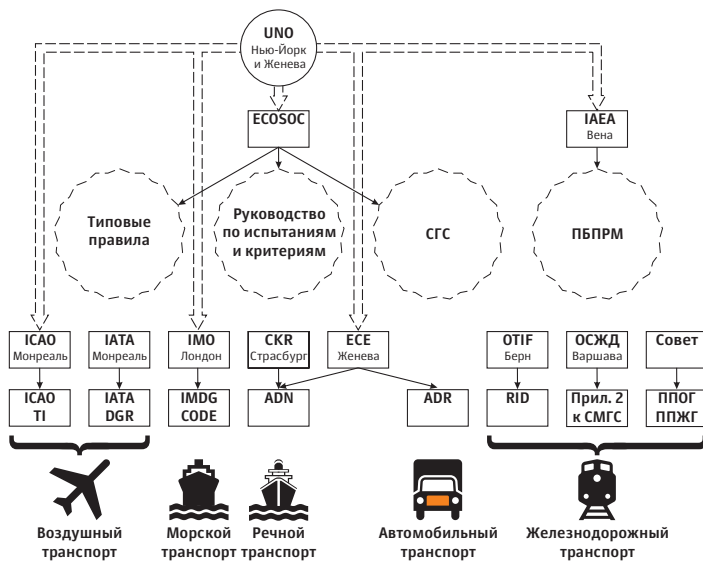 UNO
Нью-Йорк
и Женева
ECOSOC
IAEA
Вена
Типовые
правила
Руководство
по испытаниям
и критериям
СГС
ПБПРМ
ICAO
Монреаль
IATA
Монреаль
IMO
Лондон
CKR
Страсбург
ECE
Женева
OTIF
Берн
ОСЖД
Варшава
Совет
ICAO
TI
IATA
DGR
IMDG
CODE
ADN
ADR
RID
Прил. 2
к СМГС
ППОГ
ППЖГ
Воздушный
транспорт
Морской
транспорт
Речной
транспорт
Автомобильный
транспорт
Железнодорожный
транспорт